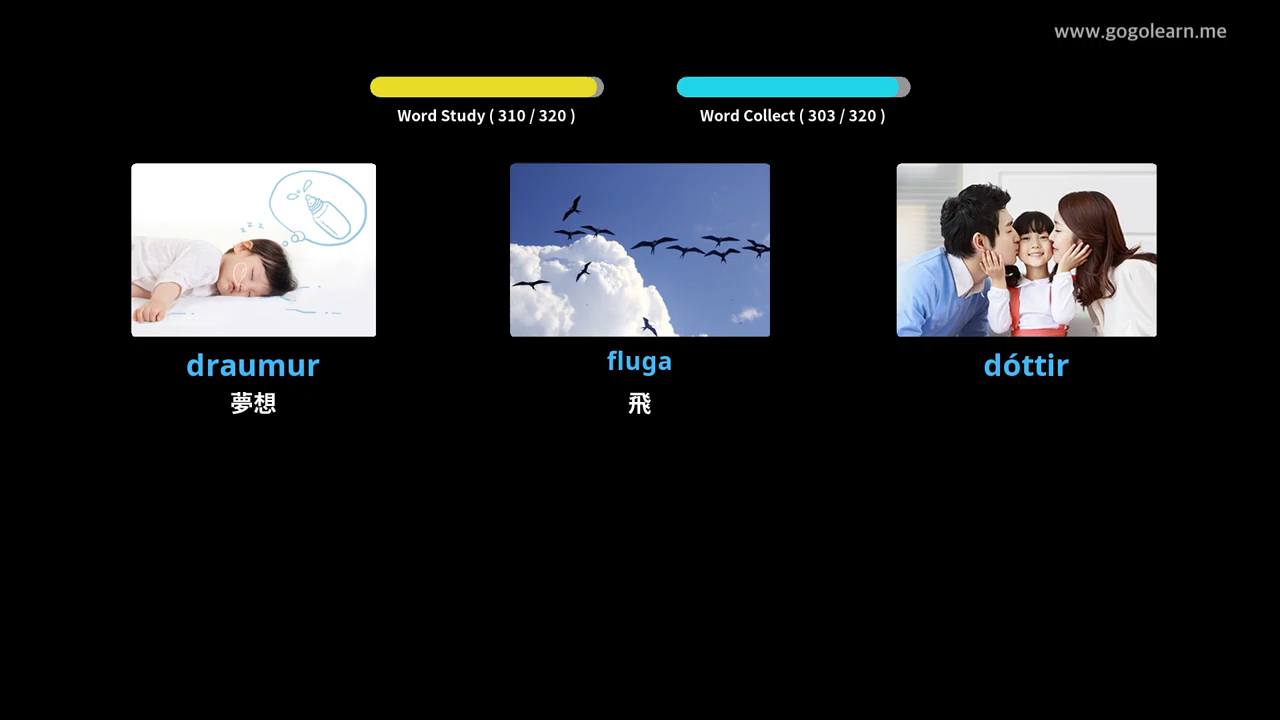 www.gogolearn.me
Word Study ( 310 / 320 )
Word Collect ( 303 / 320 )
z z z z
draumur
fluga
dóttir
夢想
飛